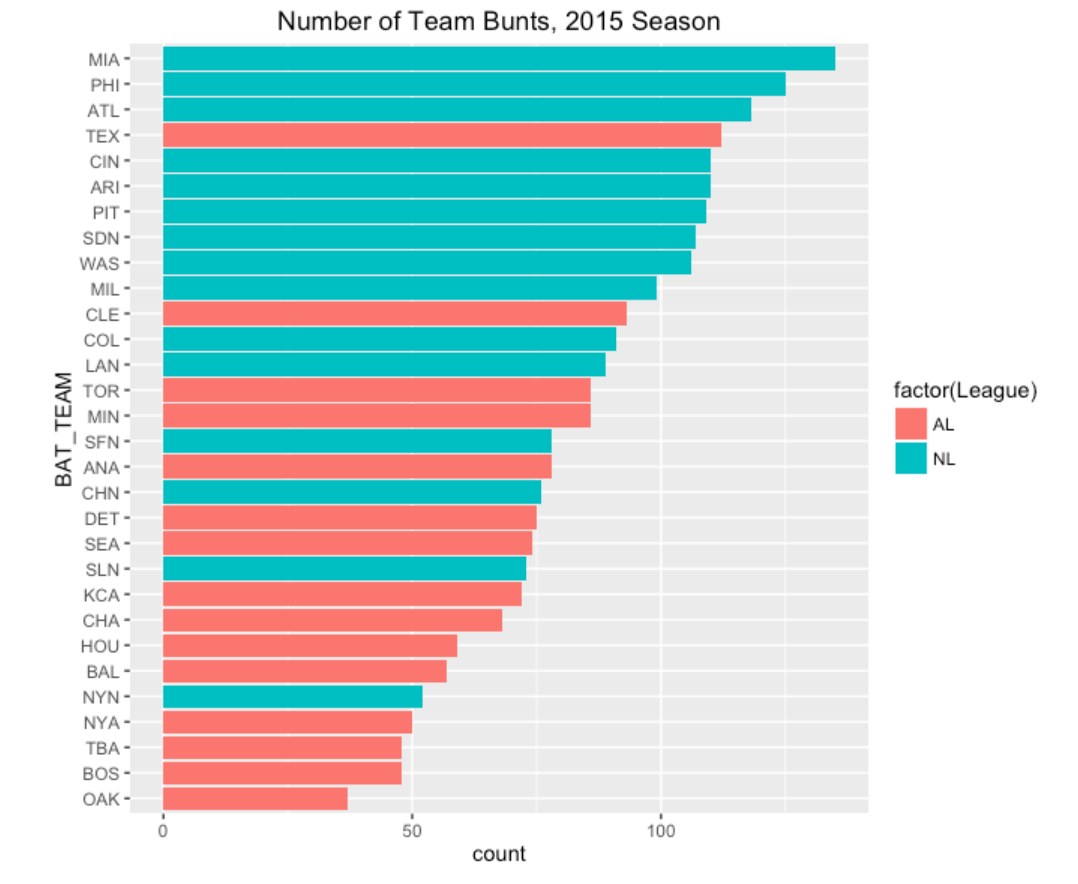 Number of Team Bunts, 2015 Season
MIA
PHI
ATL
TEX
CIN
ARI
PIT
SDN
WAS
MIL
CLE
COL
LAN
TOR
MIN
SFN
ANA
CHN
DET
SEA
SLN
KCA
CHA
HOU
BAL
NYN
NYA
TBA
BOS
OAK
BAT_TEAM
0 50 100
count
factor(League)
AL
NL